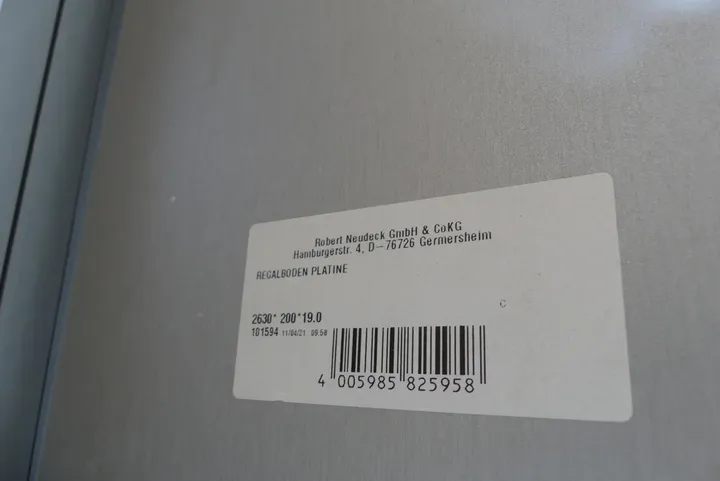 Robert Neudeck GmbH & CoKG
Hamburgerstr. 4, D-76726 Germersheim
REGALBODEN PLATINE
C
2630* 200*19.0
181594 11/04/21 09:58
4 005985 825958